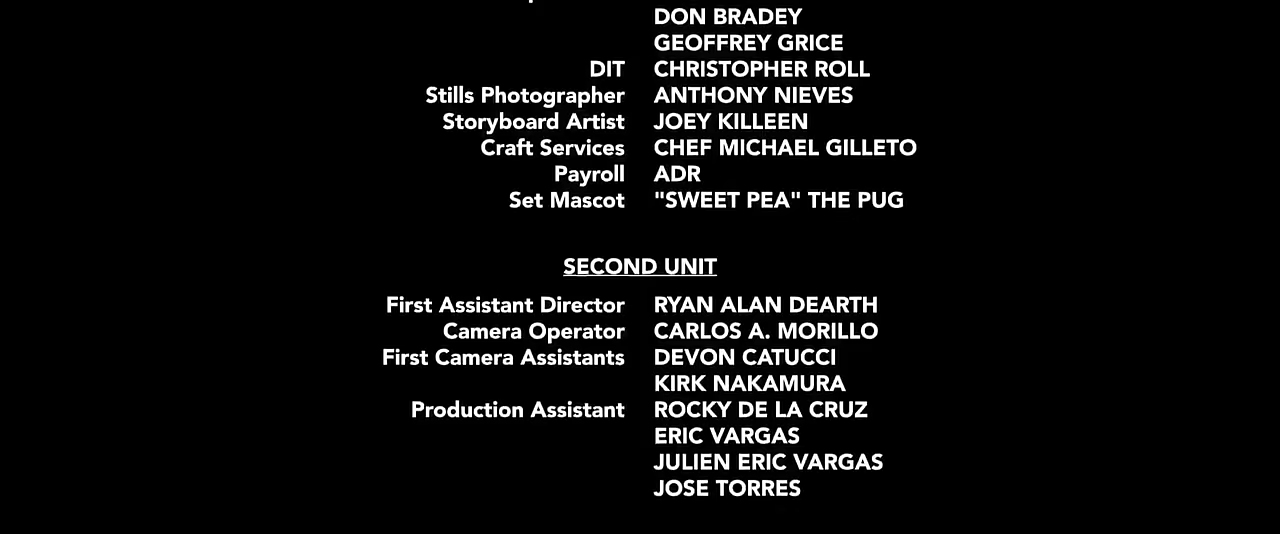 DON BRADEY
GEOFFREY GRICE
DIT CHRISTOPHER ROLL
Stills Photographer ANTHONY NIEVES
Storyboard Artist JOEY KILLEEN
Craft Services CHEF MICHAEL GILLETO
Payroll ADR
Set Mascot "SWEET PEA" THE PUG
SECOND UNIT
First Assistant Director RYAN ALAN DEARTH
Camera Operator CARLOS A. MORILLO
First Camera Assistants DEVON CATUCCI
KIRK NAKAMURA
Production Assistant ROCKY DE LA CRUZ
ERIC VARGAS
JULIEN ERIC VARGAS
JOSE TORRES